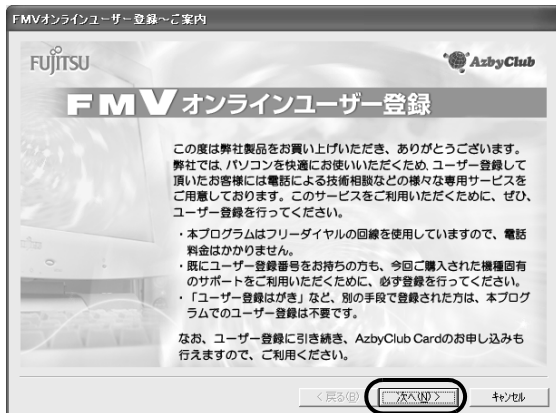 FMVオンラインユーザー登録～ご案内
FUJITSU
AzbyClub
FMVオンラインユーザー登録
この度は弊社製品をお買い上げいただき、ありがとうございます。
弊社では、パソコンを快適にお使いいただくため、ユーザー登録して
頂いたお客様には電話による技術相談などの様々な専用サービスを
ご用意しております。このサービスをご利用いただくために、ぜひ、
ユーザー登録を行ってください。
・本プログラムはフリーダイヤルの回線を使用していますので、電話
料金はかかりません。
・既にユーザー登録番号をお持ちの方も、今回ご購入された機種固有
のサポートをご利用いただくために、必ず登録を行ってください。
・「ユーザー登録はがき」など、別の手段で登録された方は、本プログ
ラムでのユーザー登録は不要です。
なお、ユーザー登録に引き続き、AzbyClub Cardのお申し込みも
行えますので、ご利用ください。
< 戻る(B) 次へ(N) > キャンセル